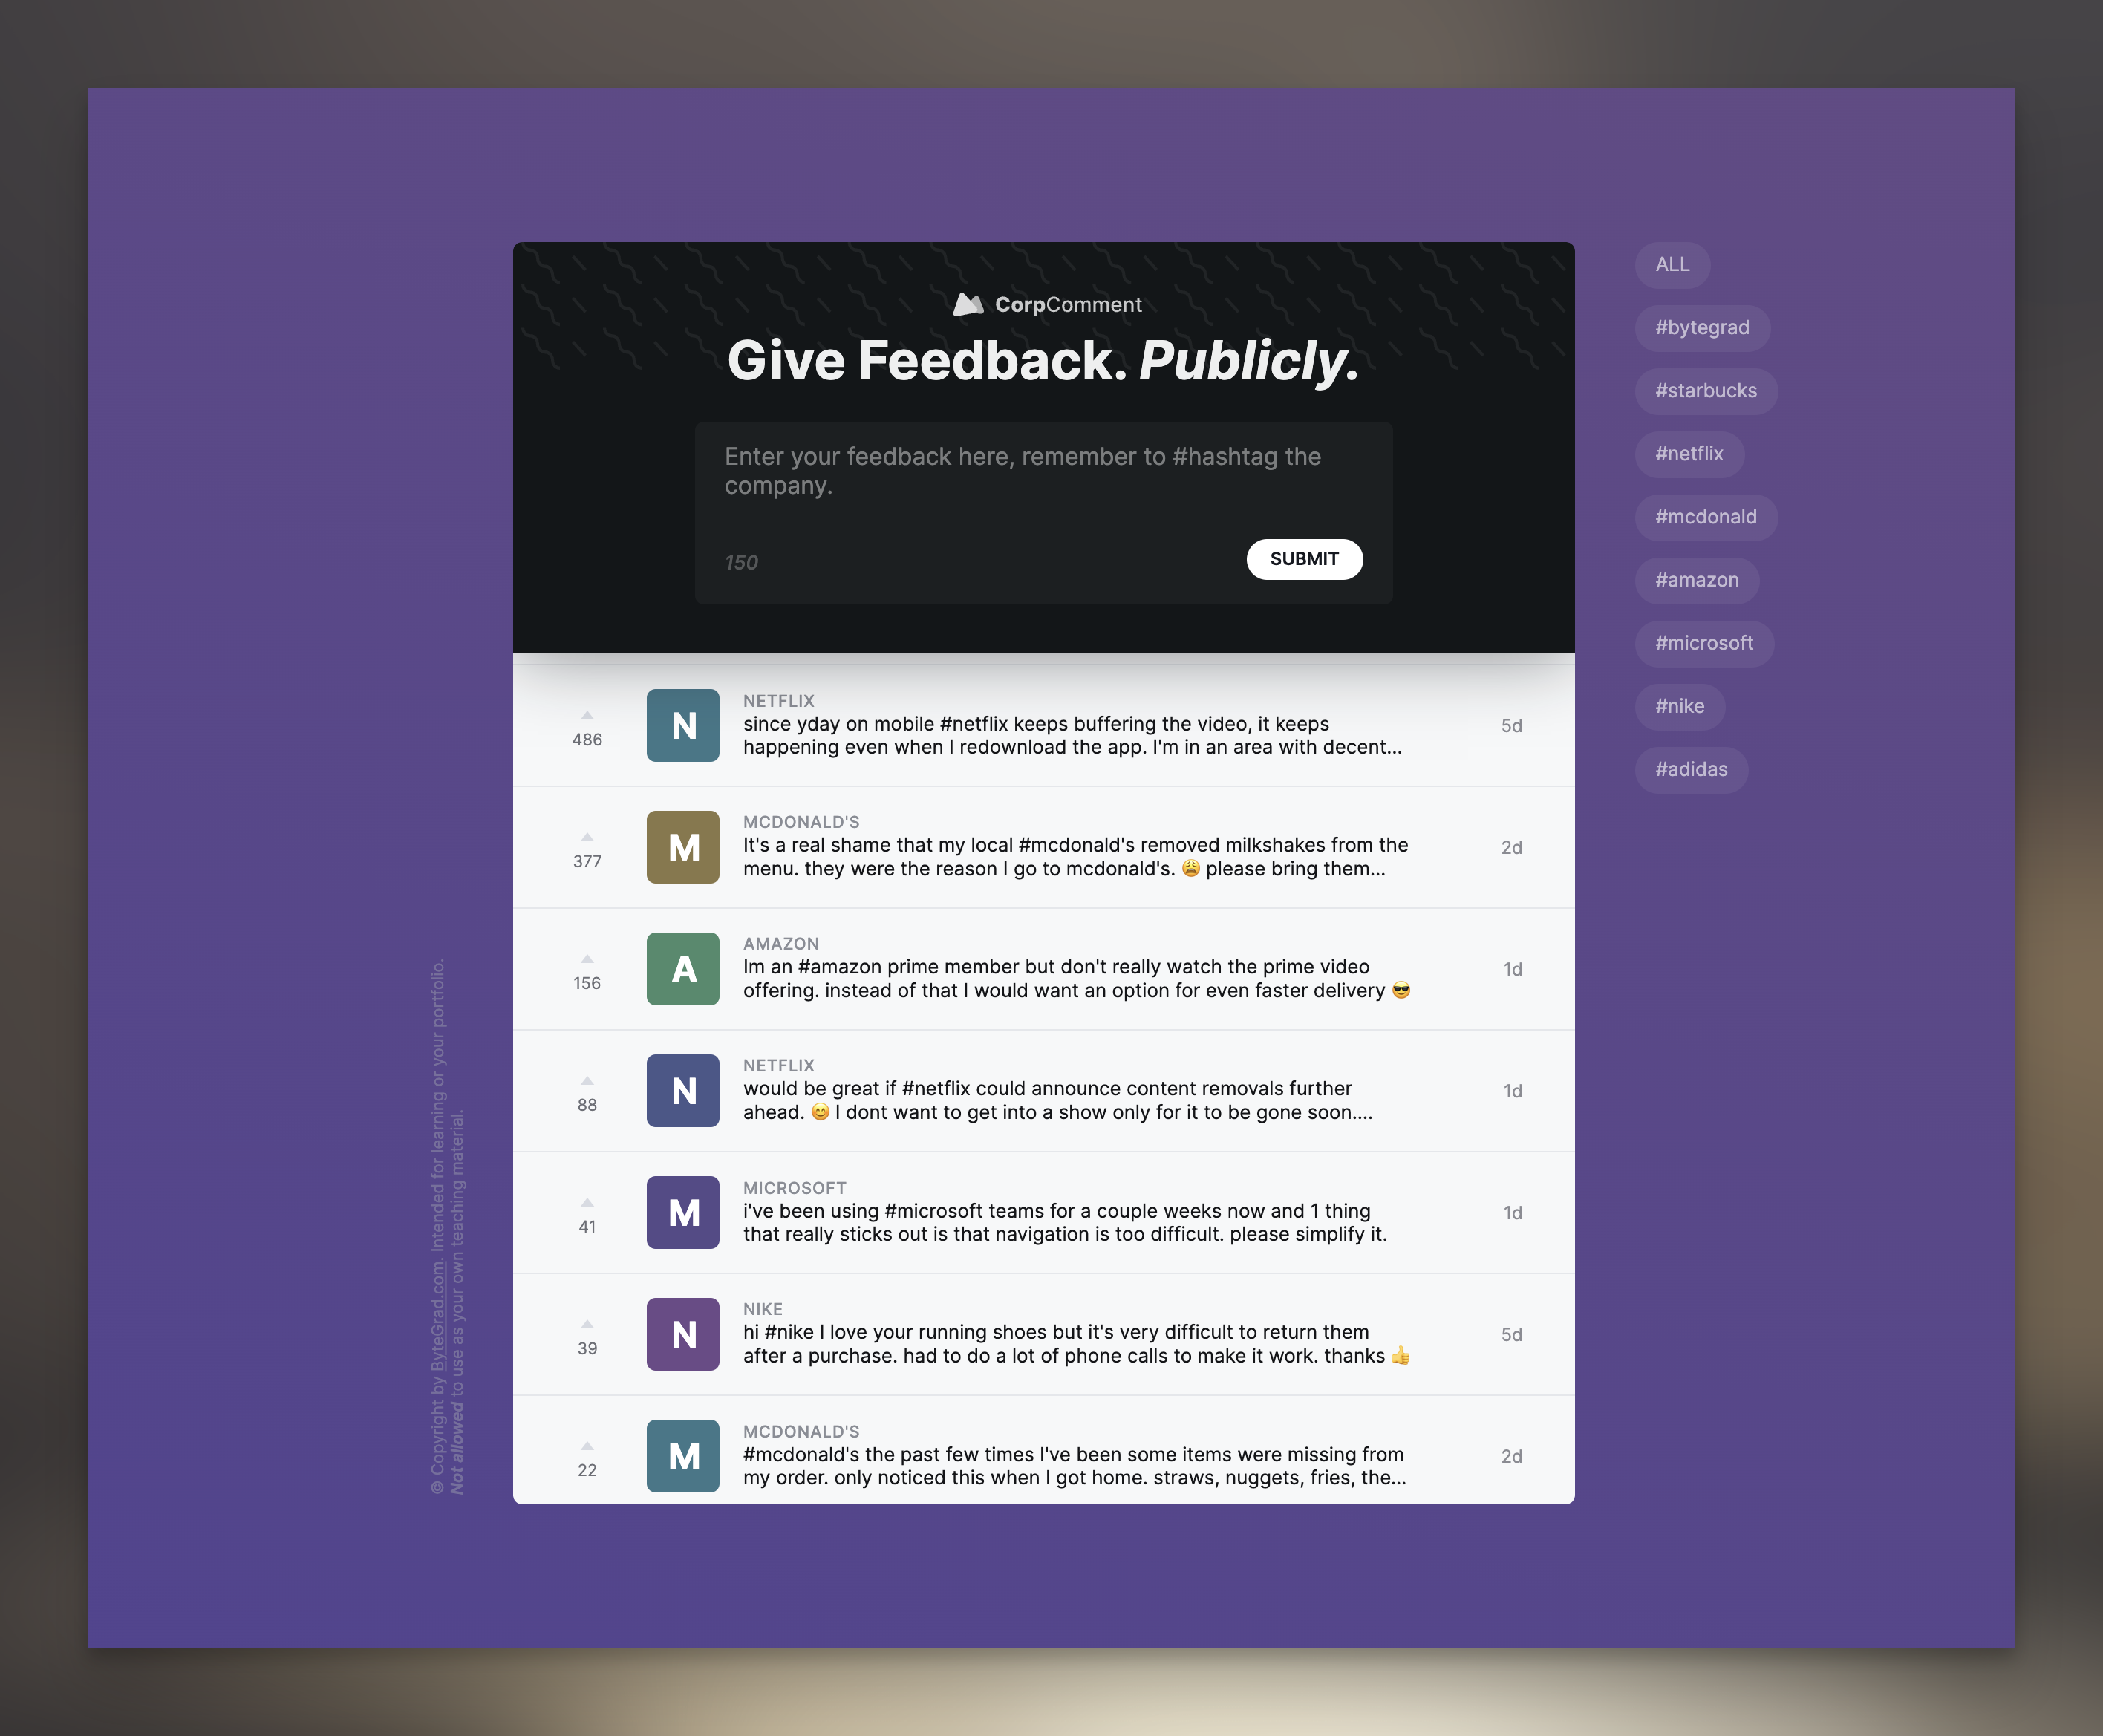 CorpComment
Give Feedback. Publicly.
Enter your feedback here, remember to #hashtag the
company.
150
SUBMIT
486
N
NETFLIX
since yday on mobile #netflix keeps buffering the video, it keeps
happening even when I redownload the app. I'm in an area with decent...
5d
377
M
MCDONALD'S
It's a real shame that my local #mcdonald's removed milkshakes from the
menu. they were the reason I go to mcdonald's. 😩 please bring them...
2d
156
A
AMAZON
Im an #amazon prime member but don't really watch the prime video
offering. instead of that I would want an option for even faster delivery 😎
1d
88
N
NETFLIX
would be great if #netflix could announce content removals further
ahead. 😊 I dont want to get into a show only for it to be gone soon....
1d
41
M
MICROSOFT
i've been using #microsoft teams for a couple weeks now and 1 thing
that really sticks out is that navigation is too difficult. please simplify it.
1d
39
N
NIKE
hi #nike I love your running shoes but it's very difficult to return them
after a purchase. had to do a lot of phone calls to make it work. thanks 👍
5d
22
M
MCDONALD'S
#mcdonald's the past few times I've been some items were missing from
my order. only noticed this when I got home. straws, nuggets, fries, the...
2d
ALL
#bytegrad
#starbucks
#netflix
#mcdonald
#amazon
#microsoft
#nike
#adidas
© Copyright by ByteGrad.com. Intended for learning or your portfolio.
Not allowed to use as your own teaching material.